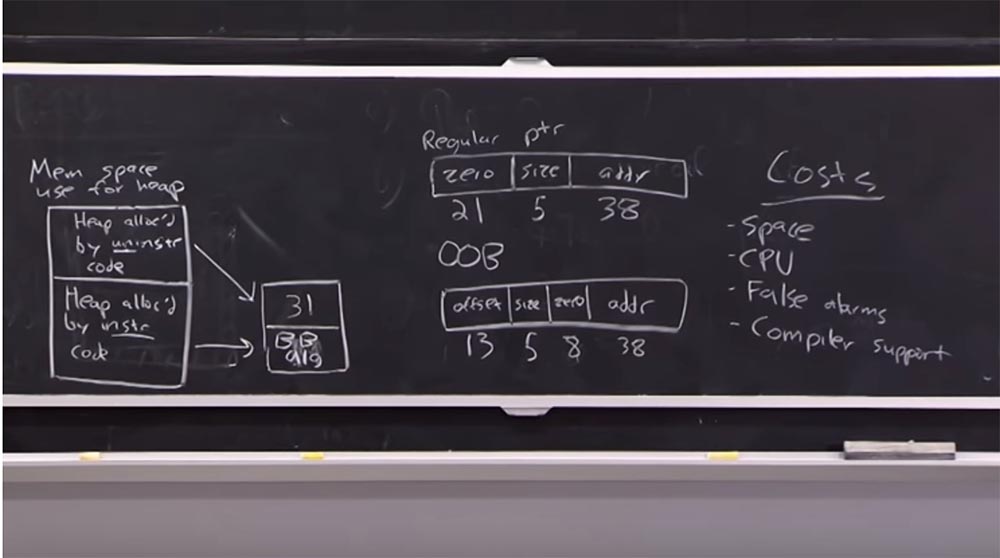 Mem space
use for heap
Heap alloc'd
by uninstr
code
Heap alloc'd
by instr
code
31
BB
alg
Regular ptr
zero size addr
21 5 38
OOB
offset size zero addr
13 5 8 38
Costs
- Space
- CPU
- False alarms
- Compiler support